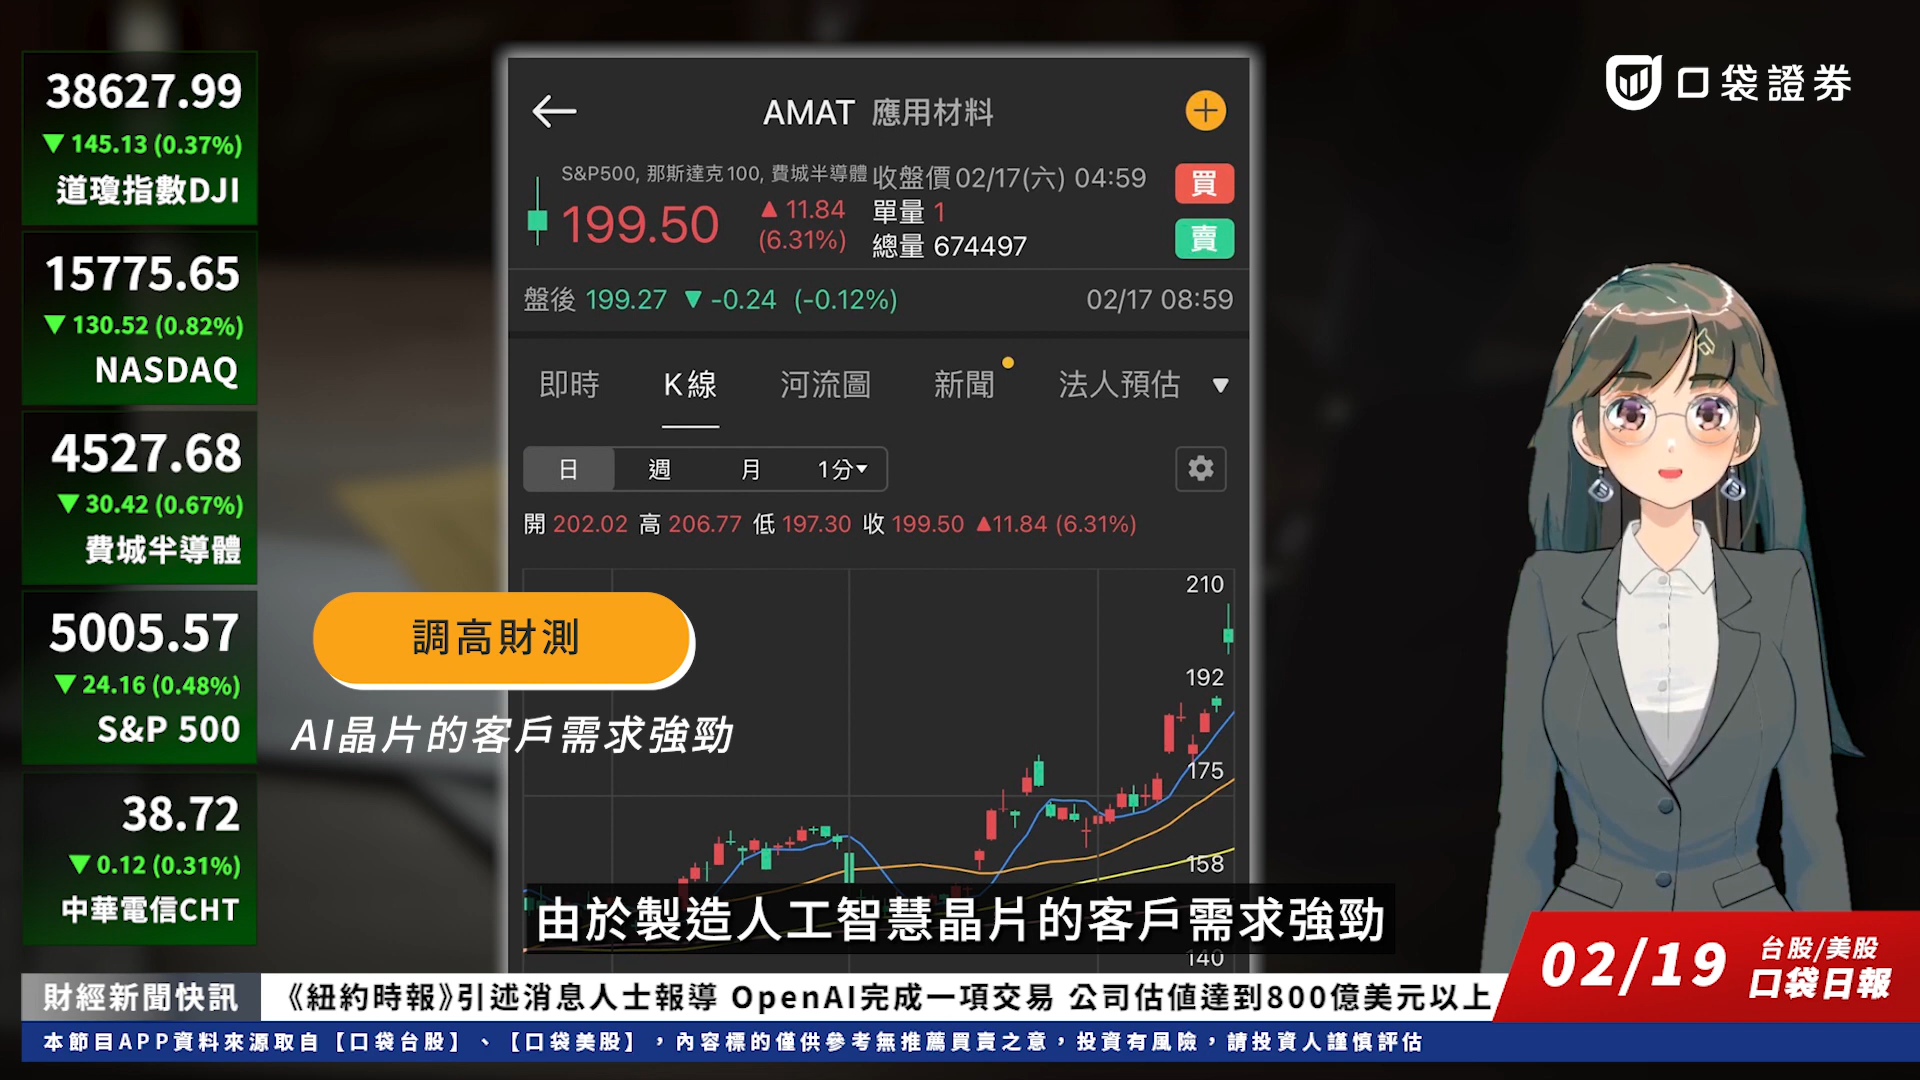 38627.99
▼145.13 (0.37%)
道瓊指數DJI
15775.65
▼130.52 (0.82%)
NASDAQ
4527.68
▼30.42 (0.67%)
費城半導體
5005.57
▼24.16 (0.48%)
S&P 500
38.72
▼0.12 (0.31%)
中華電信CHT
AMAT 應用材料
S&P500, 那斯達克100, 費城半導體 收盤價 02/17(六) 04:59
買
199.50 ▲11.84 單量 1
(6.31%) 總量 674497
賣
盤後 199.27 ▼-0.24 (-0.12%) 02/17 08:59
即時 K線 河流圖 新聞 法人預估 ▼
日 週 月 1分▾
開 202.02 高 206.77 低 197.30 收 199.50 ▲11.84 (6.31%)
210
192
175
158
140
調高財測
AI晶片的客戶需求強勁
由於製造人工智慧晶片的客戶需求強勁
口袋證券
02/19 台股/美股
口袋日報
財經新聞快訊 《紐約時報》引述消息人士報導 OpenAI完成一項交易 公司估值達到800億美元以上
本節目APP資料來源取自【口袋台股】、【口袋美股】，內容標的僅供參考無推薦買賣之意，投資有風險，請投資人謹慎評估